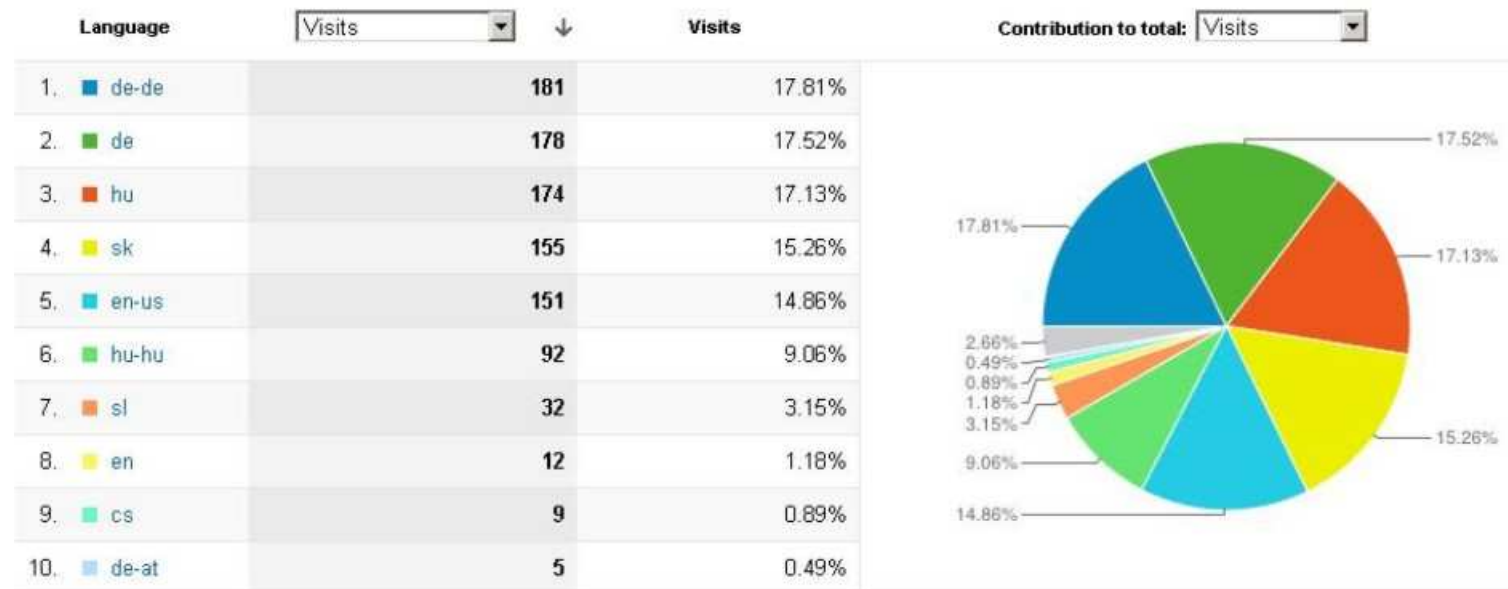 Language Visits Visits Contribution to total: Visits
1. de-de 181 17.81%
2. de 178 17.52%
3. hu 174 17.13%
4. sk 155 15.26%
5. en-us 151 14.86%
6. hu-hu 92 9.06%
7. sl 32 3.15%
8. en 12 1.18%
9. cs 9 0.89%
10. de-at 5 0.49%
17.52%
17.81%
17.13%
2.66%
0.49%
0.89%
1.18%
3.15%
15.26%
9.06%
14.86%